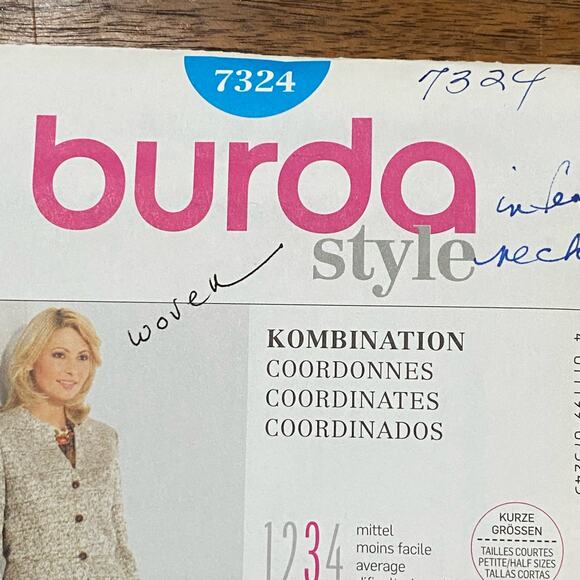 7324
7324
burda
style
woven
KOMBINATION
COORDONNES
COORDINATES
COORDINADOS
1234
mittel
moins facile
average
KURZE
GRÖSSEN
TAILLES COURTES
PETITE/HALF SIZES
TALLAS CORTAS